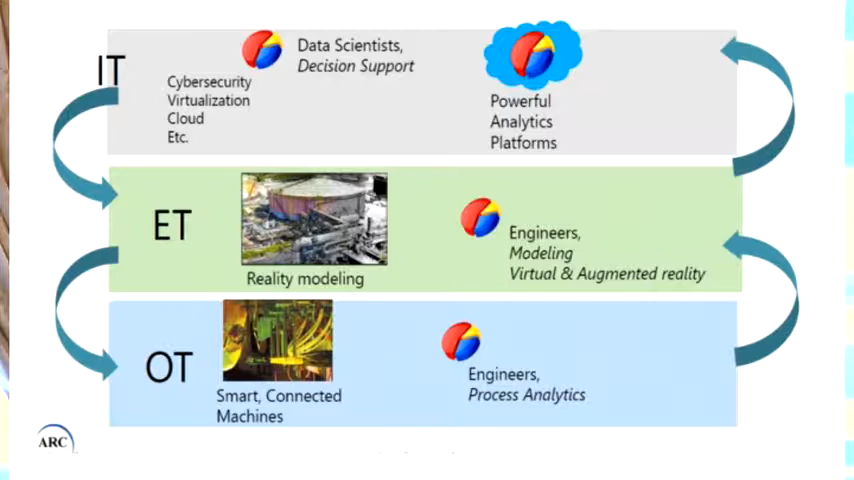 IT
Data Scientists,
Decision Support
Cybersecurity
Virtualization
Cloud
Etc.
Powerful
Analytics
Platforms
ET
Reality modeling
Engineers,
Modeling
Virtual & Augmented reality
OT
Smart, Connected
Machines
Engineers,
Process Analytics
ARC